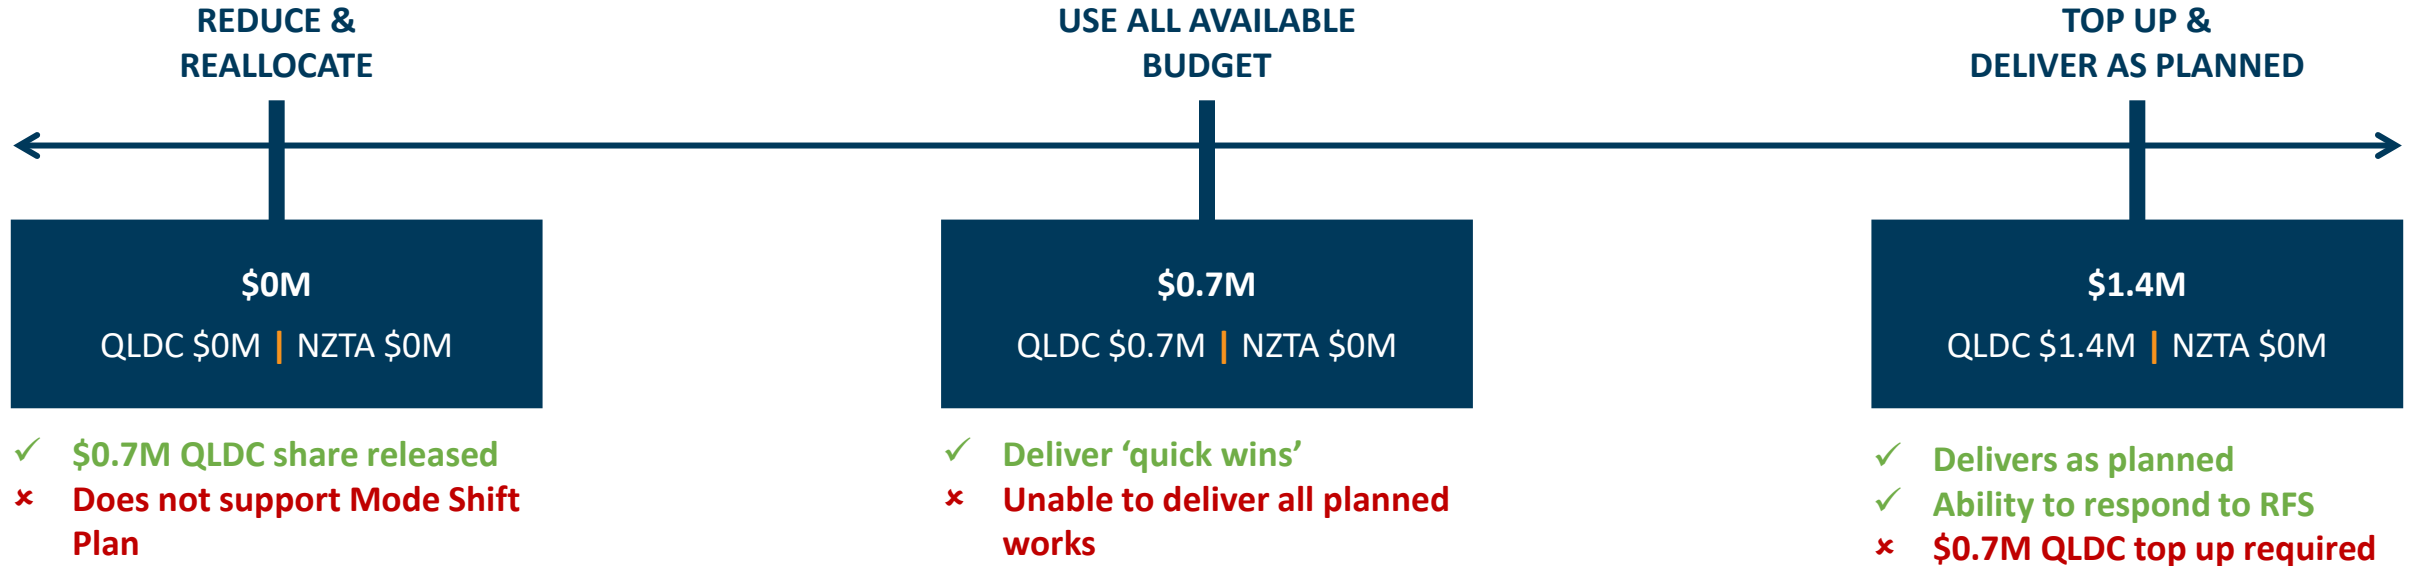 REDUCE &
REALLOCATE
$0M
QLDC $0M | NZTA $0M
✓ $0.7M QLDC share released
× Does not support Mode Shift
Plan
USE ALL AVAILABLE
BUDGET
$0.7M
QLDC $0.7M | NZTA $0M
✓ Deliver ‘quick wins’
× Unable to deliver all planned
works
TOP UP &
DELIVER AS PLANNED
$1.4M
QLDC $1.4M | NZTA $0M
✓ Delivers as planned
✓ Ability to respond to RFS
× $0.7M QLDC top up required